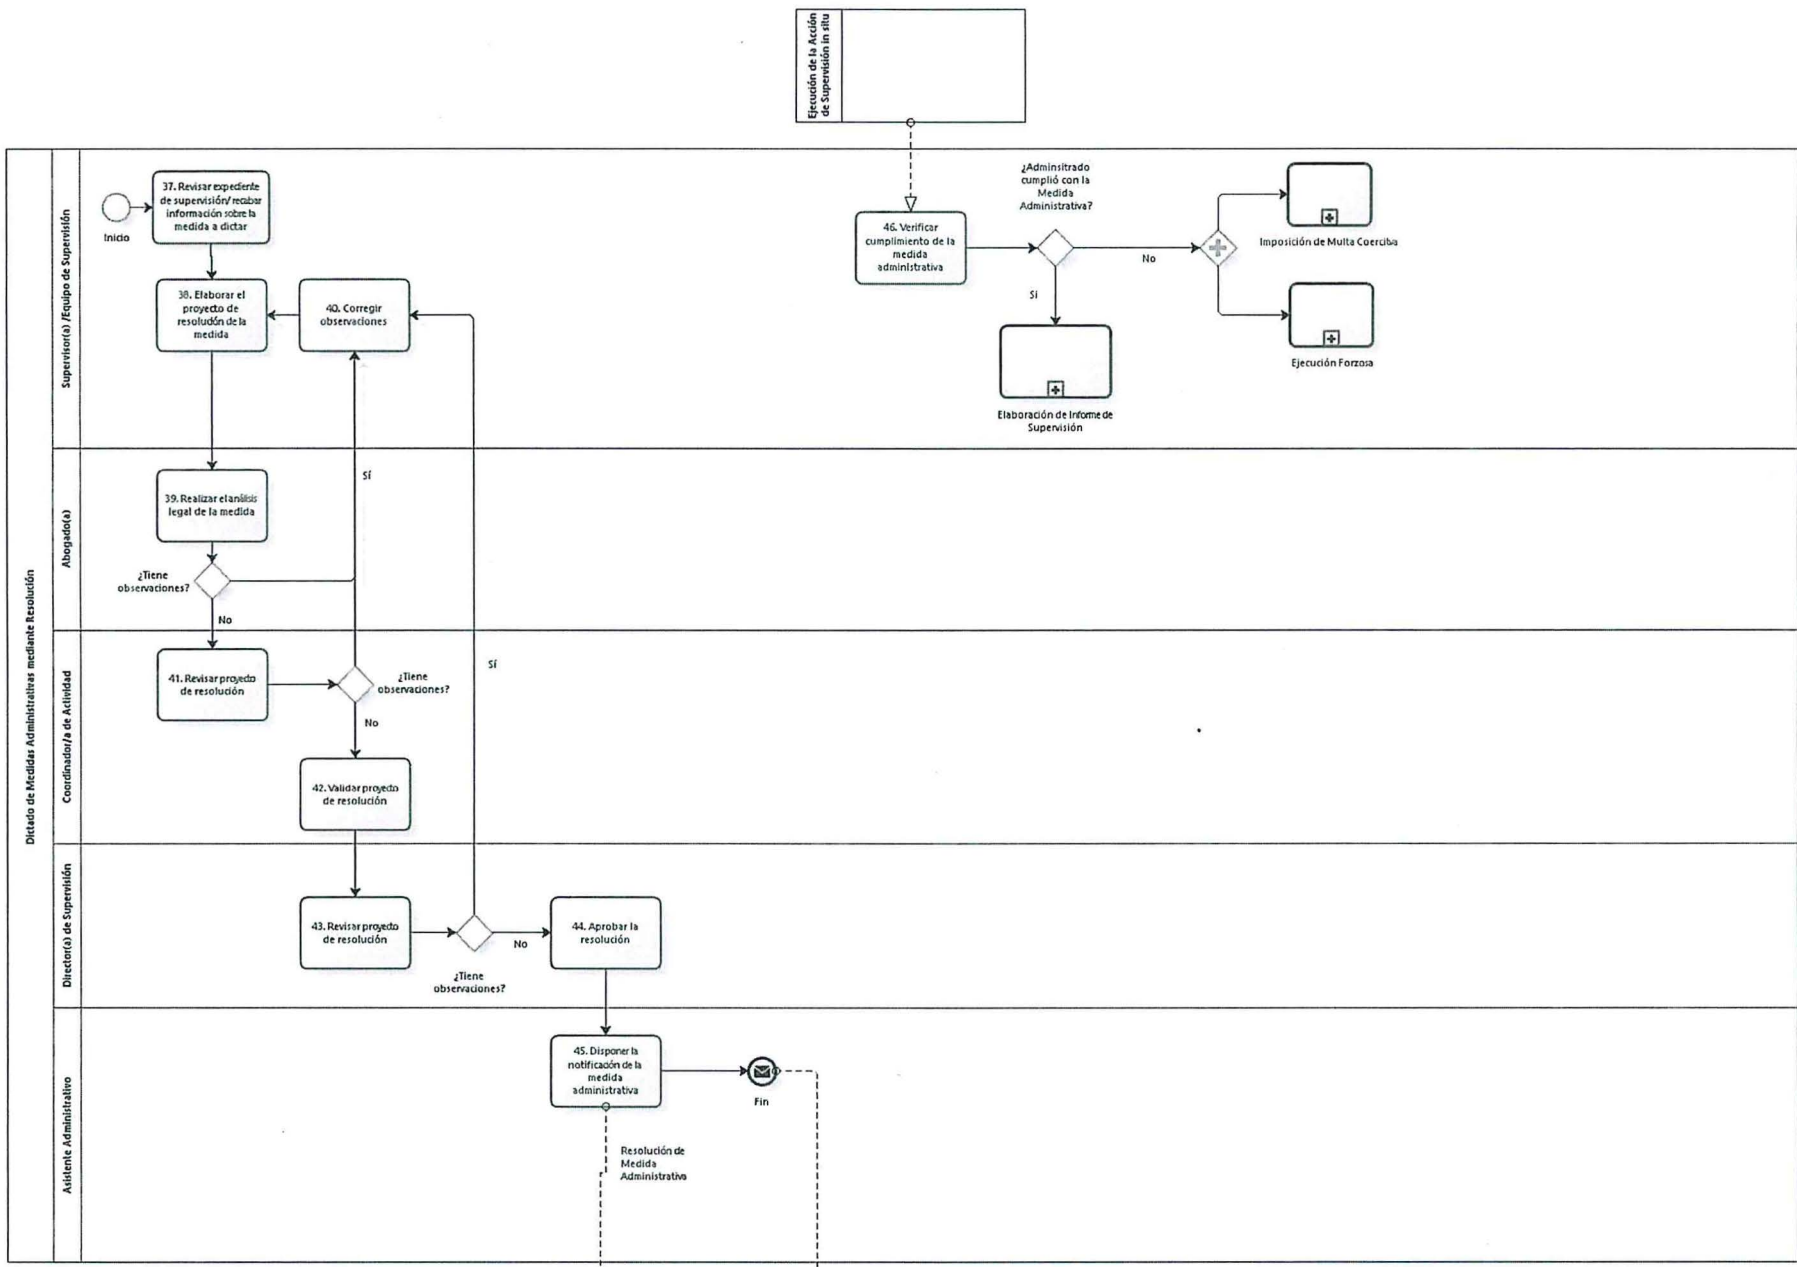 Ejecución de la Acción
de Supervisión in situ
Dictado de Medidas Administrativas mediante Resolución
Supervisor(a) /Equipo de Supervisión
Inicio
37. Revisar expediente
de supervisión/ recabar
información sobre la
medida a dictar
38. Elaborar el
proyecto de
resolución de la
medida
40. Corregir
observaciones
46. Verificar
cumplimiento de la
medida
administrativa
¿Adminsitrado
cumplió con la
Medida
Administrativa?
No
Sí
Imposición de Multa Coercitiva
Ejecución Forzosa
Elaboración de Informe de
Supervisión
Abogado(a)
39. Realizar el análisis
legal de la medida
¿Tiene
observaciones?
Sí
No
Coordinador/a de Actividad
41. Revisar proyecto
de resolución
¿Tiene
observaciones?
Sí
No
42. Validar proyecto
de resolución
Director(a) de Supervisión
43. Revisar proyecto
de resolución
¿Tiene
observaciones?
No
44. Aprobar la
resolución
Asistente Administrativo
45. Disponer la
notificación de la
medida
administrativa
Fin
Resolución de
Medida
Administrativa